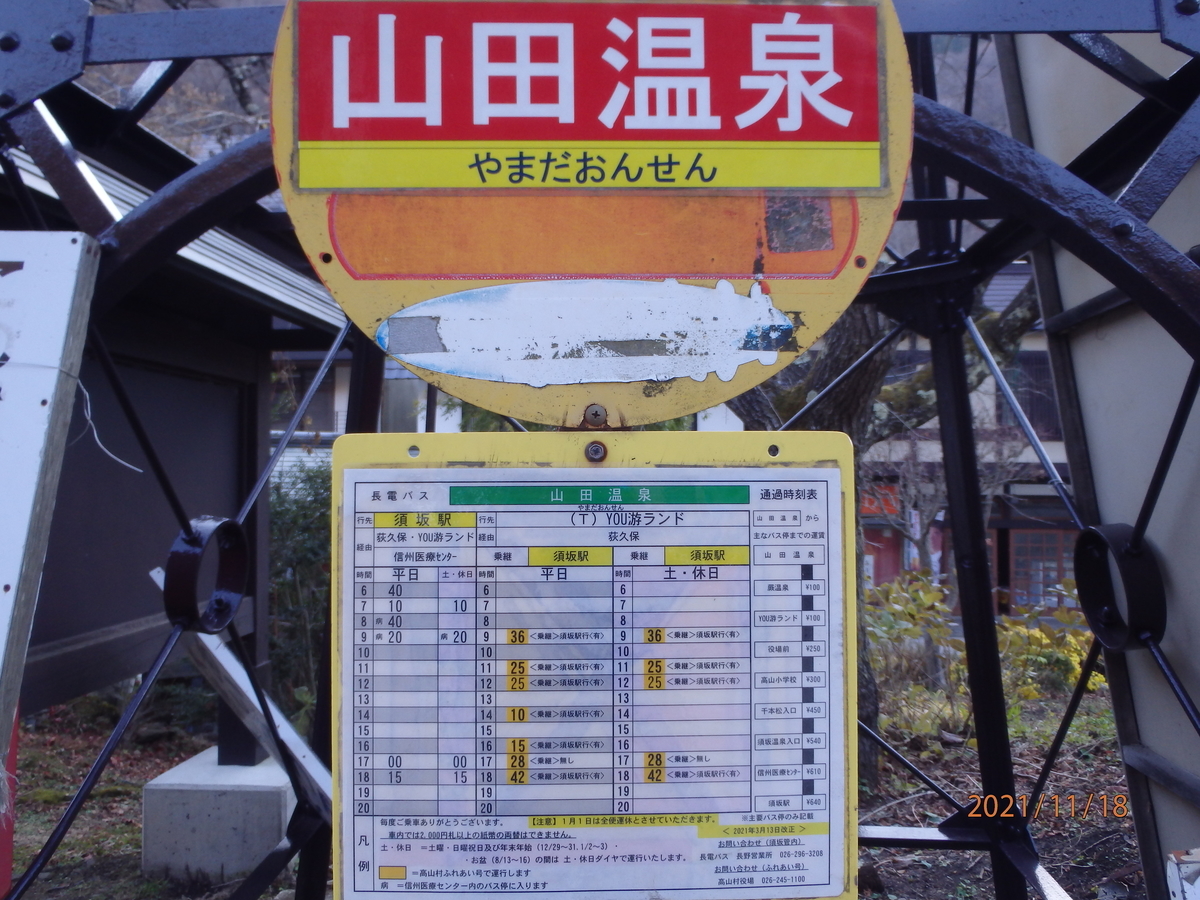 山田温泉
やまだおんせん
長電バス 山田温泉 通過時刻表
やまだおんせん
行先 須坂駅 行先 (T) YOU游ランド 山田温泉 から
経由 荻久保・YOU游ランド 経由 荻久保 主なバス停までの運賃
信州医療センター 乗継 須坂駅 乗継 須坂駅 山田温泉
時間 平日 土・休日 時間 平日 時間 土・休日
6 40 6 6 蕨温泉 ¥100
7 10 10 7 7
8 病 40 8 8 YOU游ランド ¥100
9 病 20 病 20 9 36 <乗継>須坂駅行(有) 9 36 <乗継>須坂駅行(有)
10 10 10 役場前 ¥250
11 11 25 <乗継>須坂駅行(有) 11 25 <乗継>須坂駅行(有)
12 12 25 <乗継>須坂駅行(有) 12 25 <乗継>須坂駅行(有) 高山小学校 ¥300
13 13 13
14 14 10 <乗継>須坂駅行(有) 14 千本松入口 ¥450
15 15 15
16 16 15 <乗継>須坂駅行(有) 16 須坂温泉入口 ¥540
17 00 00 17 28 <乗継>無し 17 28 <乗継>無し
18 15 15 18 42 <乗継>須坂駅行(有) 18 42 <乗継>須坂駅行(有) 信州医療センター ¥610
19 19 19
20 20 20 須坂駅 ¥640
凡例
毎度ご乗車ありがとうございます。 【注意】1月1日は全便運休とさせていただきます。
車内では2,000円札以上の紙幣の両替はできません。
土・休日 =土曜・日曜祝日及び年末年始 (12/29~31.1/2~3)・
・お盆 (8/13~16) の間は 土・休日ダイヤで運行いたします。
=高山村ふれあい号で運行します
病 =信州医療センター内のバス停に入ります
※主要バス停のみ記載
< 2021年3月13日改正 >
お問い合わせ (須坂管内)
長電バス 長野営業所 026-296-3208
お問い合わせ (ふれあい号)
高山村役場 026-245-1100
2021/11/18